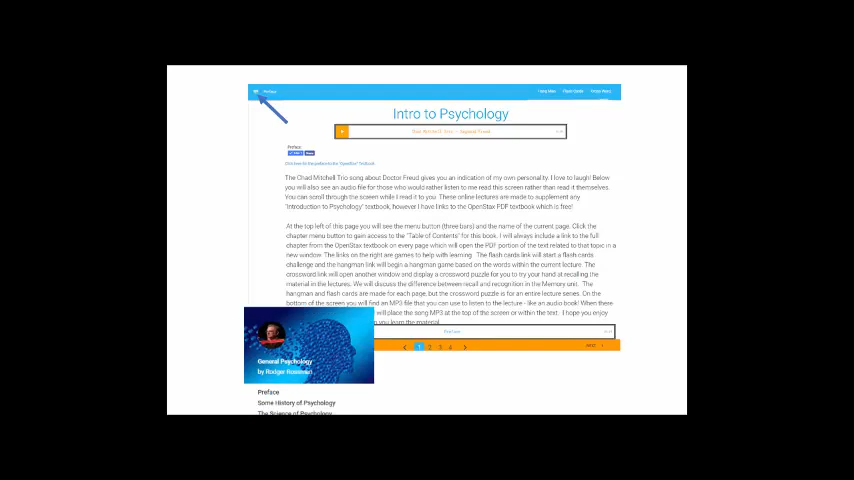 Preface
Hang Man Flash Cards Cross Word
Intro to Psychology
Chad Mitchell Trio - Sigmund Freud
Preface
Click here for the preface to the "OpenStax" textbook.
The Chad Mitchell Trio song about Doctor Freud gives you an indication of my own personality. I love to laugh! Below
you will also see an audio file for those who would rather listen to me read this screen rather than read it themselves.
You can scroll through the screen while I read it to you. These online lectures are made to supplement any
"Introduction to Psychology" textbook, however I have links to the OpenStax PDF textbook which is free!
At the top left of this page you will see the menu button (three bars) and the name of the current page. Click the
chapter menu button to gain access to the "Table of Contents" for this book. I will always include a link to the full
chapter from the OpenStax textbook on every page which will open the PDF portion of the text related to that topic in a
new window. The links on the right are games to help with learning. The flash cards link will start a flash cards
challenge and the hangman link will begin a hangman game based on the words within the current lecture. The
crossword link will open another window and display a crossword puzzle for you to try your hand at recalling the
material in the lectures. We will discuss the difference between recall and recognition in the Memory unit. The
hangman and flash cards are made for each page, but the crossword puzzle is for an entire lecture series. On the
bottom of the screen you will find an MP3 file that you can use to listen to the lecture - like an audio book! When there
will place the song MP3 at the top of the screen or within the text. I hope you enjoy
you learn the material
1 2 3 4
NEXT
General Psychology
by Rodger Rossman
Preface
Some History of Psychology
The Science of Psychology